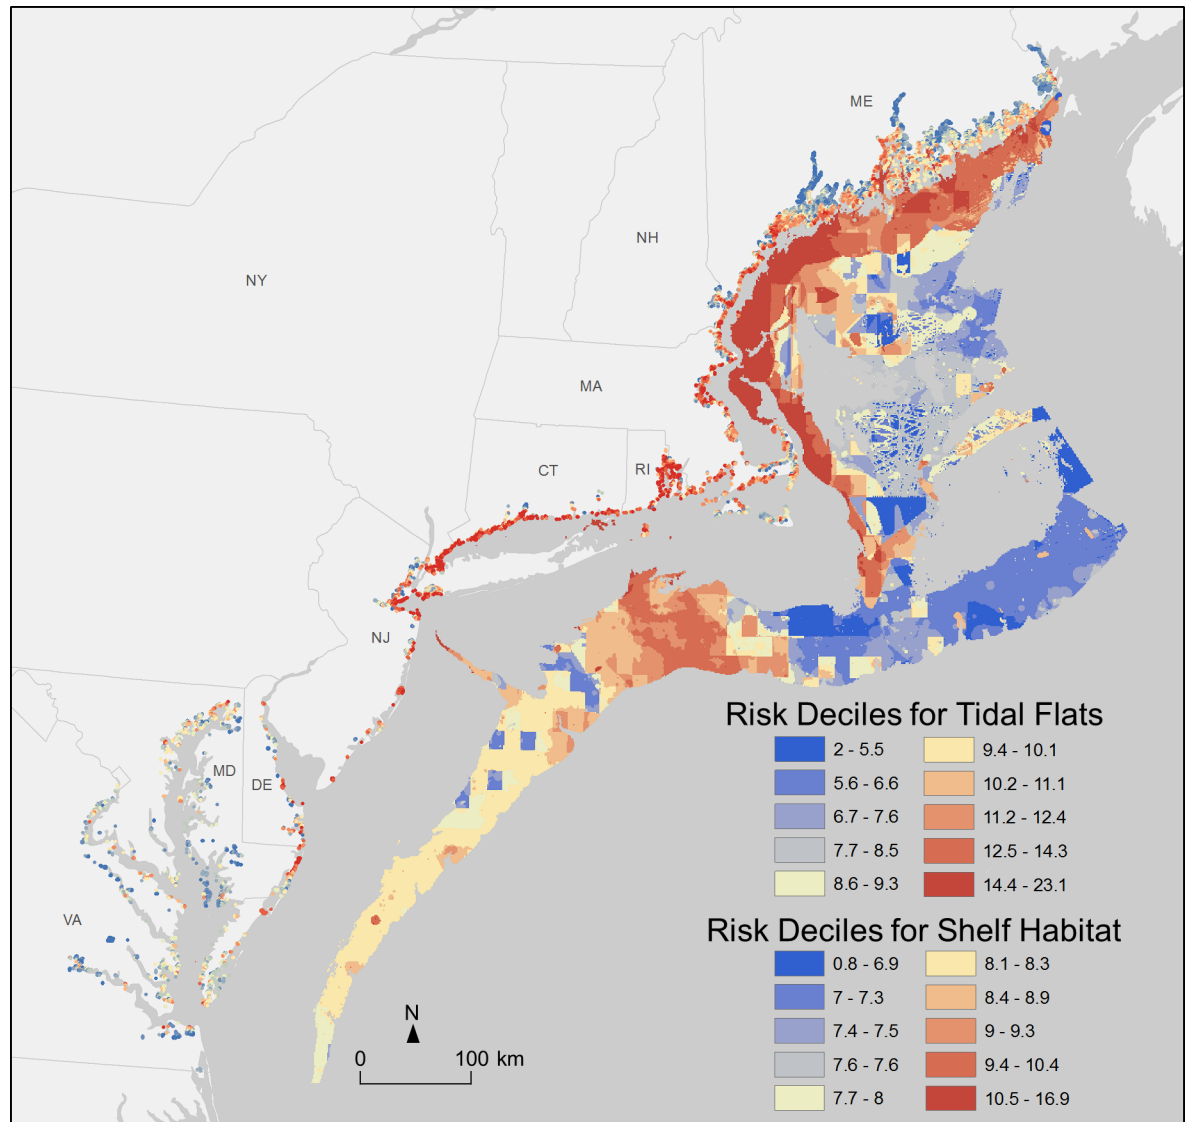 ME
NH
NY
MA
CT
RI
NJ
MD
DE
VA
Risk Deciles for Tidal Flats
2 - 5.5
5.6 - 6.6
6.7 - 7.6
7.7 - 8.5
8.6 - 9.3
9.4 - 10.1
10.2 - 11.1
11.2 - 12.4
12.5 - 14.3
14.4 - 23.1
Risk Deciles for Shelf Habitat
0.8 - 6.9
7 - 7.3
7.4 - 7.5
7.6 - 7.6
7.7 - 8
8.1 - 8.3
8.4 - 8.9
9 - 9.3
9.4 - 10.4
10.5 - 16.9
N
0 100 km